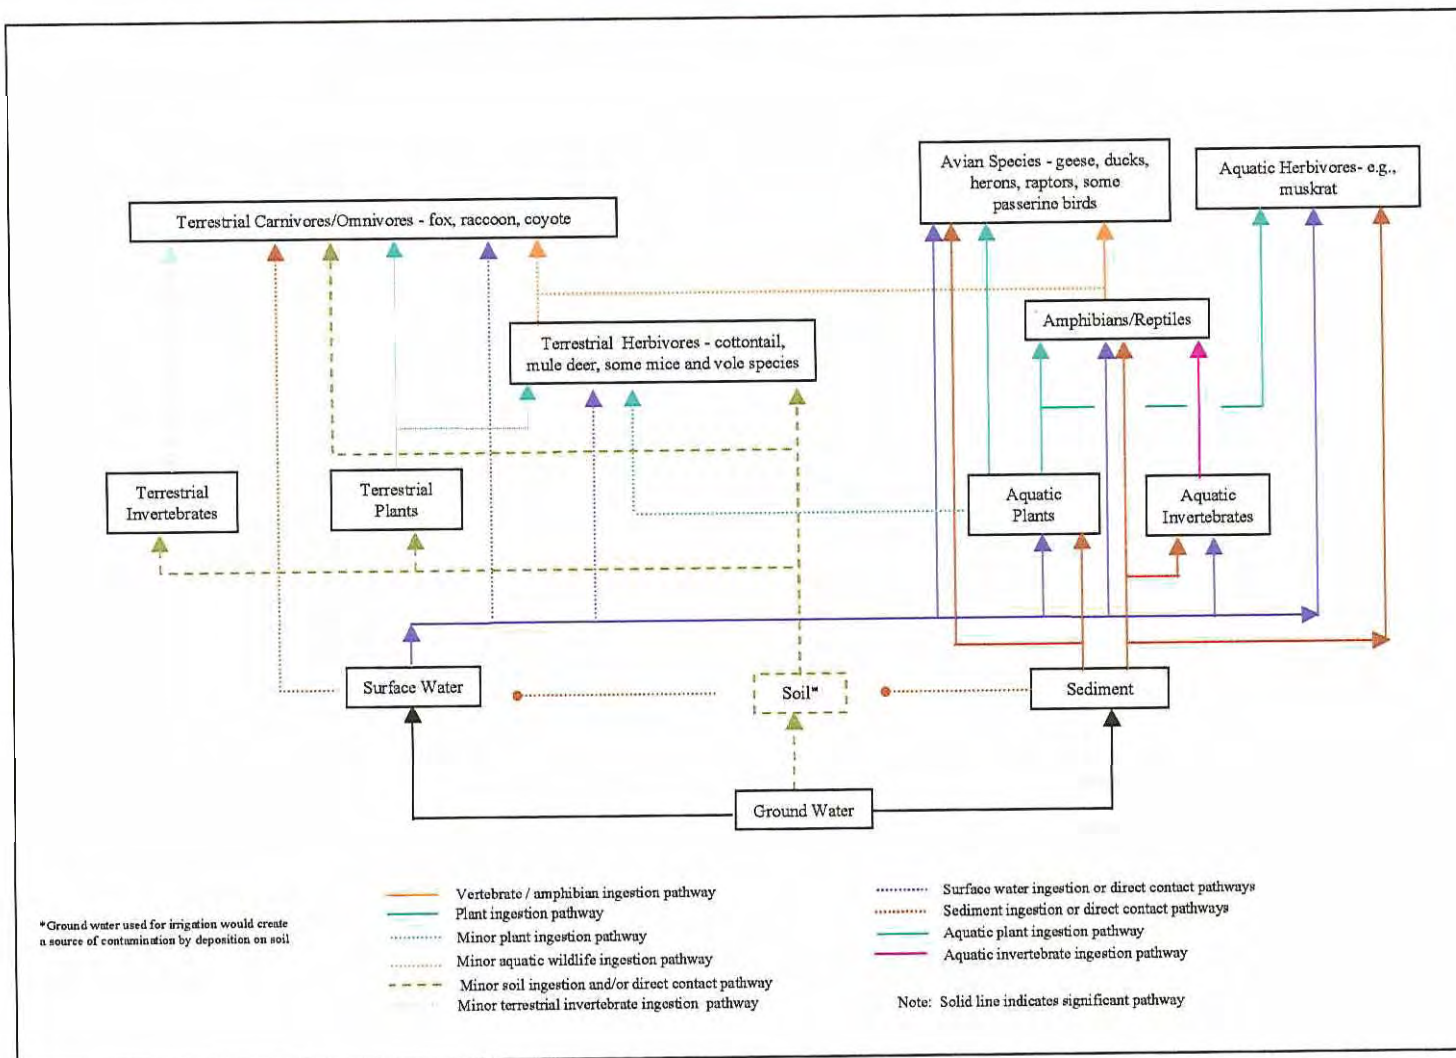 Avian Species - geese, ducks,
herons, raptors, some
passerine birds
Aquatic Herbivores- e.g.,
muskrat
Terrestrial Carnivores/Omnivores - fox, raccoon, coyote
Amphibians/Reptiles
Terrestrial Herbivores - cottontail,
mule deer, some mice and vole species
Terrestrial
Invertebrates
Terrestrial
Plants
Aquatic
Plants
Aquatic
Invertebrates
Surface Water
Soil*
Sediment
Ground Water
*Ground water used for irrigation would create
a source of contamination by deposition on soil
Vertebrate / amphibian ingestion pathway
Plant ingestion pathway
Minor plant ingestion pathway
Minor aquatic wildlife ingestion pathway
Minor soil ingestion and/or direct contact pathway
Minor terrestrial invertebrate ingestion pathway
Surface water ingestion or direct contact pathways
Sediment ingestion or direct contact pathways
Aquatic plant ingestion pathway
Aquatic invertebrate ingestion pathway
Note: Solid line indicates significant pathway